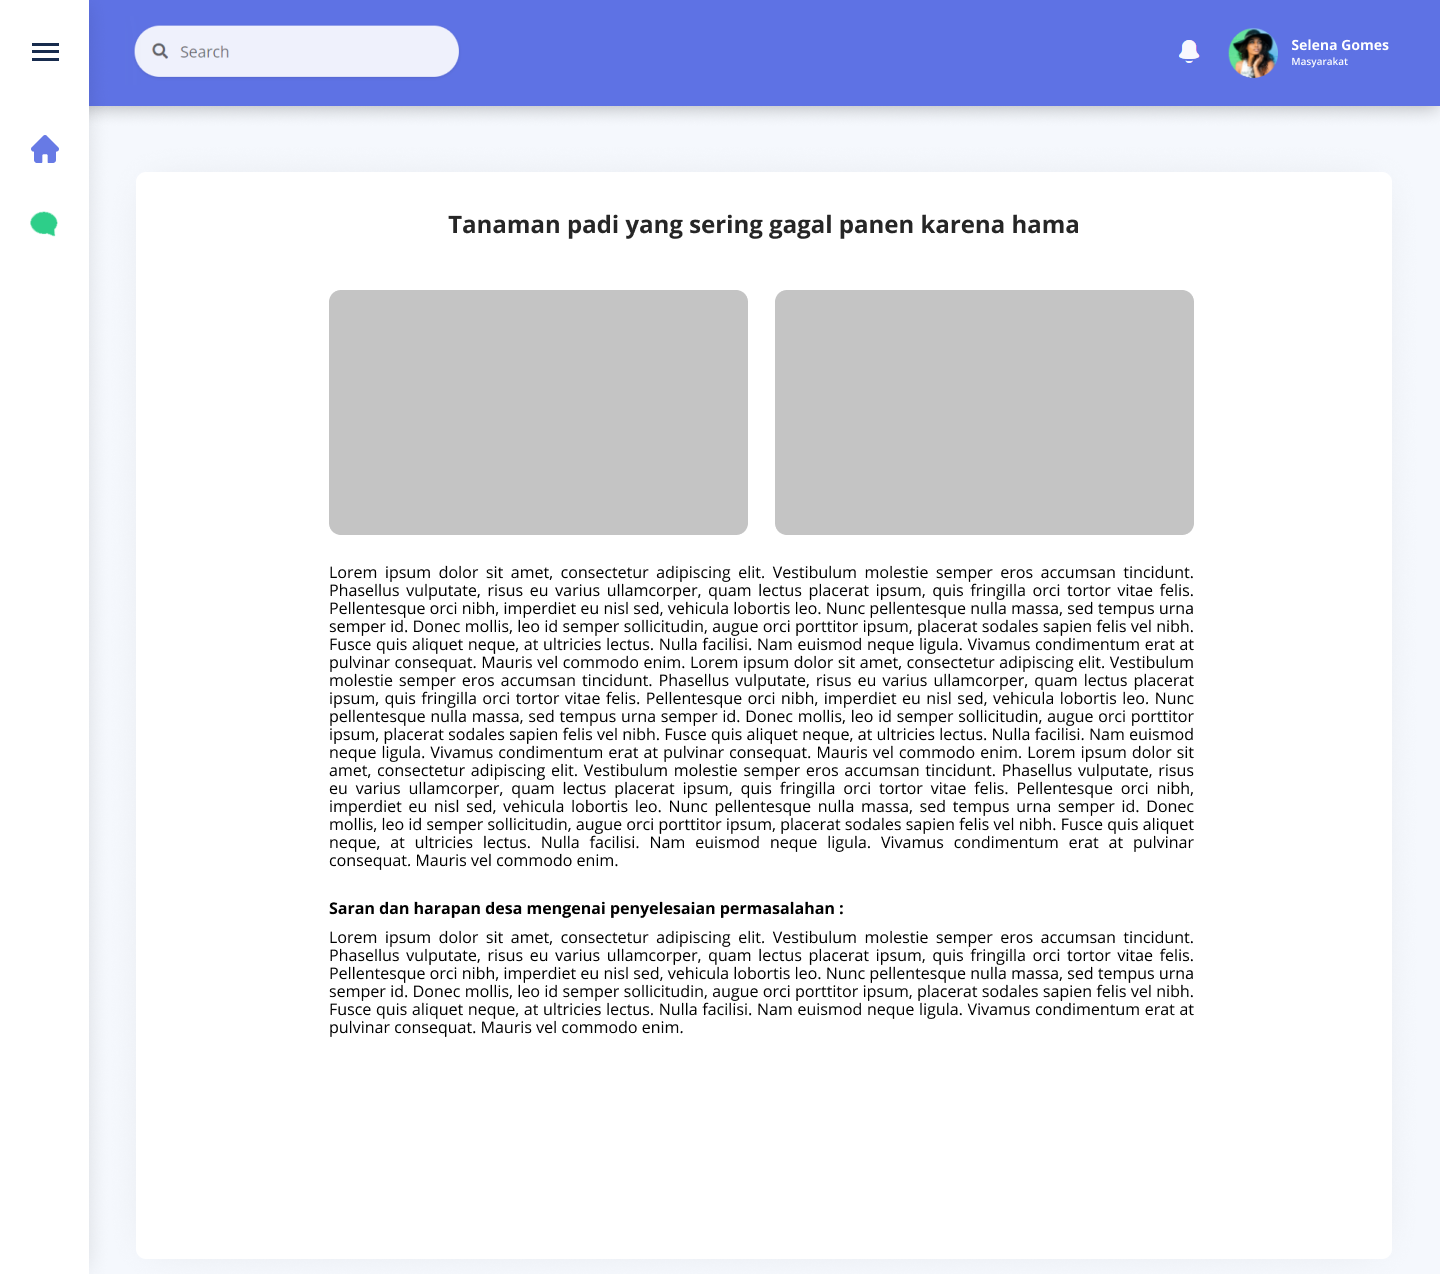 Search
Selena Gomes
Masyarakat
Tanaman padi yang sering gagal panen karena hama
Lorem ipsum dolor sit amet, consectetur adipiscing elit. Vestibulum molestie semper eros accumsan tincidunt.
Phasellus vulputate, risus eu varius ullamcorper, quam lectus placerat ipsum, quis fringilla orci tortor vitae felis.
Pellentesque orci nibh, imperdiet eu nisl sed, vehicula lobortis leo. Nunc pellentesque nulla massa, sed tempus urna
semper id. Donec mollis, leo id semper sollicitudin, augue orci porttitor ipsum, placerat sodales sapien felis vel nibh.
Fusce quis aliquet neque, at ultricies lectus. Nulla facilisi. Nam euismod neque ligula. Vivamus condimentum erat at
pulvinar consequat. Mauris vel commodo enim. Lorem ipsum dolor sit amet, consectetur adipiscing elit. Vestibulum
molestie semper eros accumsan tincidunt. Phasellus vulputate, risus eu varius ullamcorper, quam lectus placerat
ipsum, quis fringilla orci tortor vitae felis. Pellentesque orci nibh, imperdiet eu nisl sed, vehicula lobortis leo. Nunc
pellentesque nulla massa, sed tempus urna semper id. Donec mollis, leo id semper sollicitudin, augue orci porttitor
ipsum, placerat sodales sapien felis vel nibh. Fusce quis aliquet neque, at ultricies lectus. Nulla facilisi. Nam euismod
neque ligula. Vivamus condimentum erat at pulvinar consequat. Mauris vel commodo enim. Lorem ipsum dolor sit
amet, consectetur adipiscing elit. Vestibulum molestie semper eros accumsan tincidunt. Phasellus vulputate, risus
eu varius ullamcorper, quam lectus placerat ipsum, quis fringilla orci tortor vitae felis. Pellentesque orci nibh,
imperdiet eu nisl sed, vehicula lobortis leo. Nunc pellentesque nulla massa, sed tempus urna semper id. Donec
mollis, leo id semper sollicitudin, augue orci porttitor ipsum, placerat sodales sapien felis vel nibh. Fusce quis aliquet
neque, at ultricies lectus. Nulla facilisi. Nam euismod neque ligula. Vivamus condimentum erat at pulvinar
consequat. Mauris vel commodo enim.
Saran dan harapan desa mengenai penyelesaian permasalahan :
Lorem ipsum dolor sit amet, consectetur adipiscing elit. Vestibulum molestie semper eros accumsan tincidunt.
Phasellus vulputate, risus eu varius ullamcorper, quam lectus placerat ipsum, quis fringilla orci tortor vitae felis.
Pellentesque orci nibh, imperdiet eu nisl sed, vehicula lobortis leo. Nunc pellentesque nulla massa, sed tempus urna
semper id. Donec mollis, leo id semper sollicitudin, augue orci porttitor ipsum, placerat sodales sapien felis vel nibh.
Fusce quis aliquet neque, at ultricies lectus. Nulla facilisi. Nam euismod neque ligula. Vivamus condimentum erat at
pulvinar consequat. Mauris vel commodo enim.